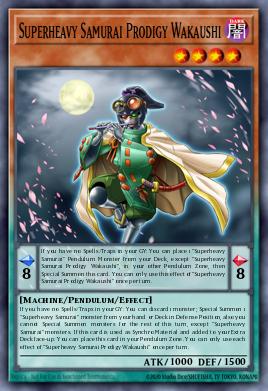 Superheavy Samurai Prodigy Wakaushi
DARK
8
8
If you have no Spells/Traps in your GY: You can place 1 "Superheavy
Samurai" Pendulum Monster from your Deck, except "Superheavy
Samurai Prodigy Wakaushi", in your other Pendulum Zone, then
Special Summon this card. You can only use this effect of "Superheavy
Samurai Prodigy Wakaushi" once per turn.
[Machine/Pendulum/Effect]
If you have no Spells/Traps in your GY: You can discard 1 monster; Special Summon 1
"Superheavy Samurai" monster from your hand or Deck in Defense Position, also you
cannot Special Summon monsters for the rest of this turn, except "Superheavy
Samurai" monsters. If this card is used as Synchro Material and added to your Extra
Deck face-up: You can place this card in your Pendulum Zone. You can only use each
effect of "Superheavy Samurai Prodigy Wakaushi" once per turn.
ATK/1000 DEF/1500